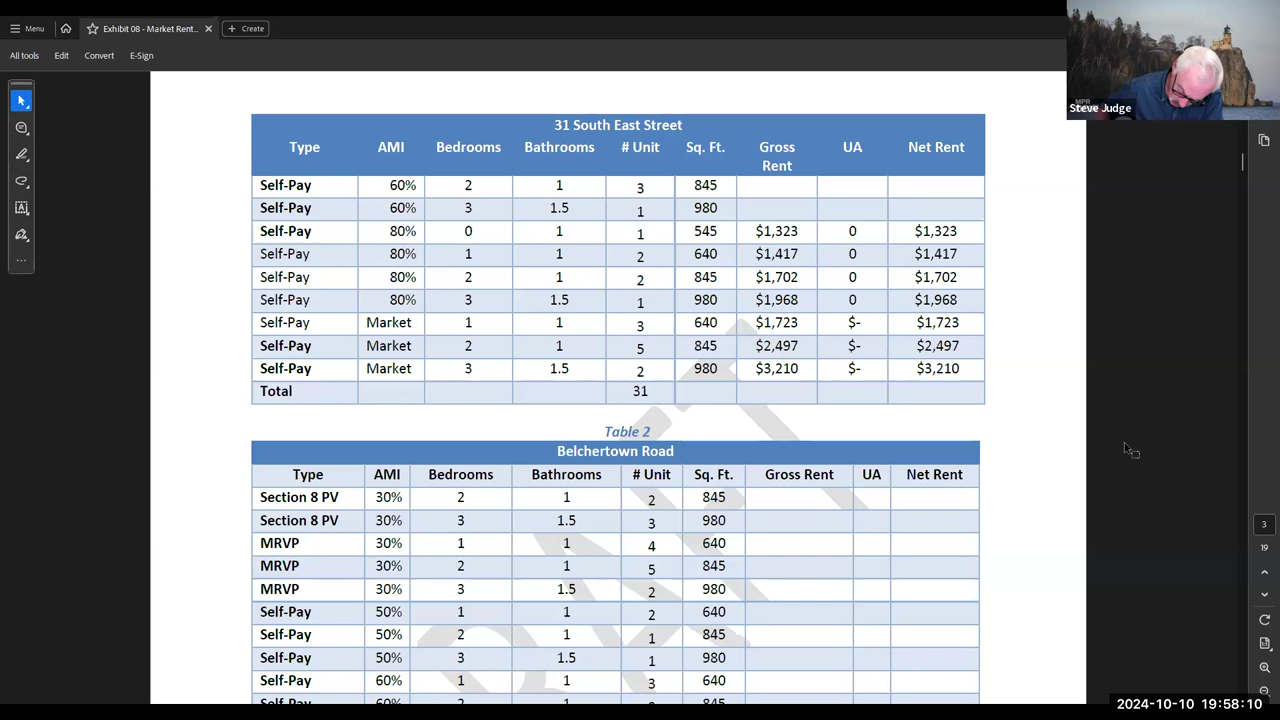 Menu
Exhibit 08 - Market Rent...
Create
All tools Edit Convert E-Sign
MPR
Steve Judge
31 South East Street
Type AMI Bedrooms Bathrooms # Unit Sq. Ft. Gross Rent UA Net Rent
Self-Pay 60% 2 1 3 845
Self-Pay 60% 3 1.5 1 980
Self-Pay 80% 0 1 1 545 $1,323 0 $1,323
Self-Pay 80% 1 1 2 640 $1,417 0 $1,417
Self-Pay 80% 2 1 2 845 $1,702 0 $1,702
Self-Pay 80% 3 1.5 1 980 $1,968 0 $1,968
Self-Pay Market 1 1 3 640 $1,723 $- $1,723
Self-Pay Market 2 1 5 845 $2,497 $- $2,497
Self-Pay Market 3 1.5 2 980 $3,210 $- $3,210
Total 31
Table 2
Belchertown Road
Type AMI Bedrooms Bathrooms # Unit Sq. Ft. Gross Rent UA Net Rent
Section 8 PV 30% 2 1 2 845
Section 8 PV 30% 3 1.5 3 980
MRVP 30% 1 1 4 640
MRVP 30% 2 1 5 845
MRVP 30% 3 1.5 2 980
Self-Pay 50% 1 1 2 640
Self-Pay 50% 2 1 1 845
Self-Pay 50% 3 1.5 1 980
Self-Pay 60% 1 1 3 640
Self-Pay 60% 2 1 845
3
19
2024-10-10 19:58:10